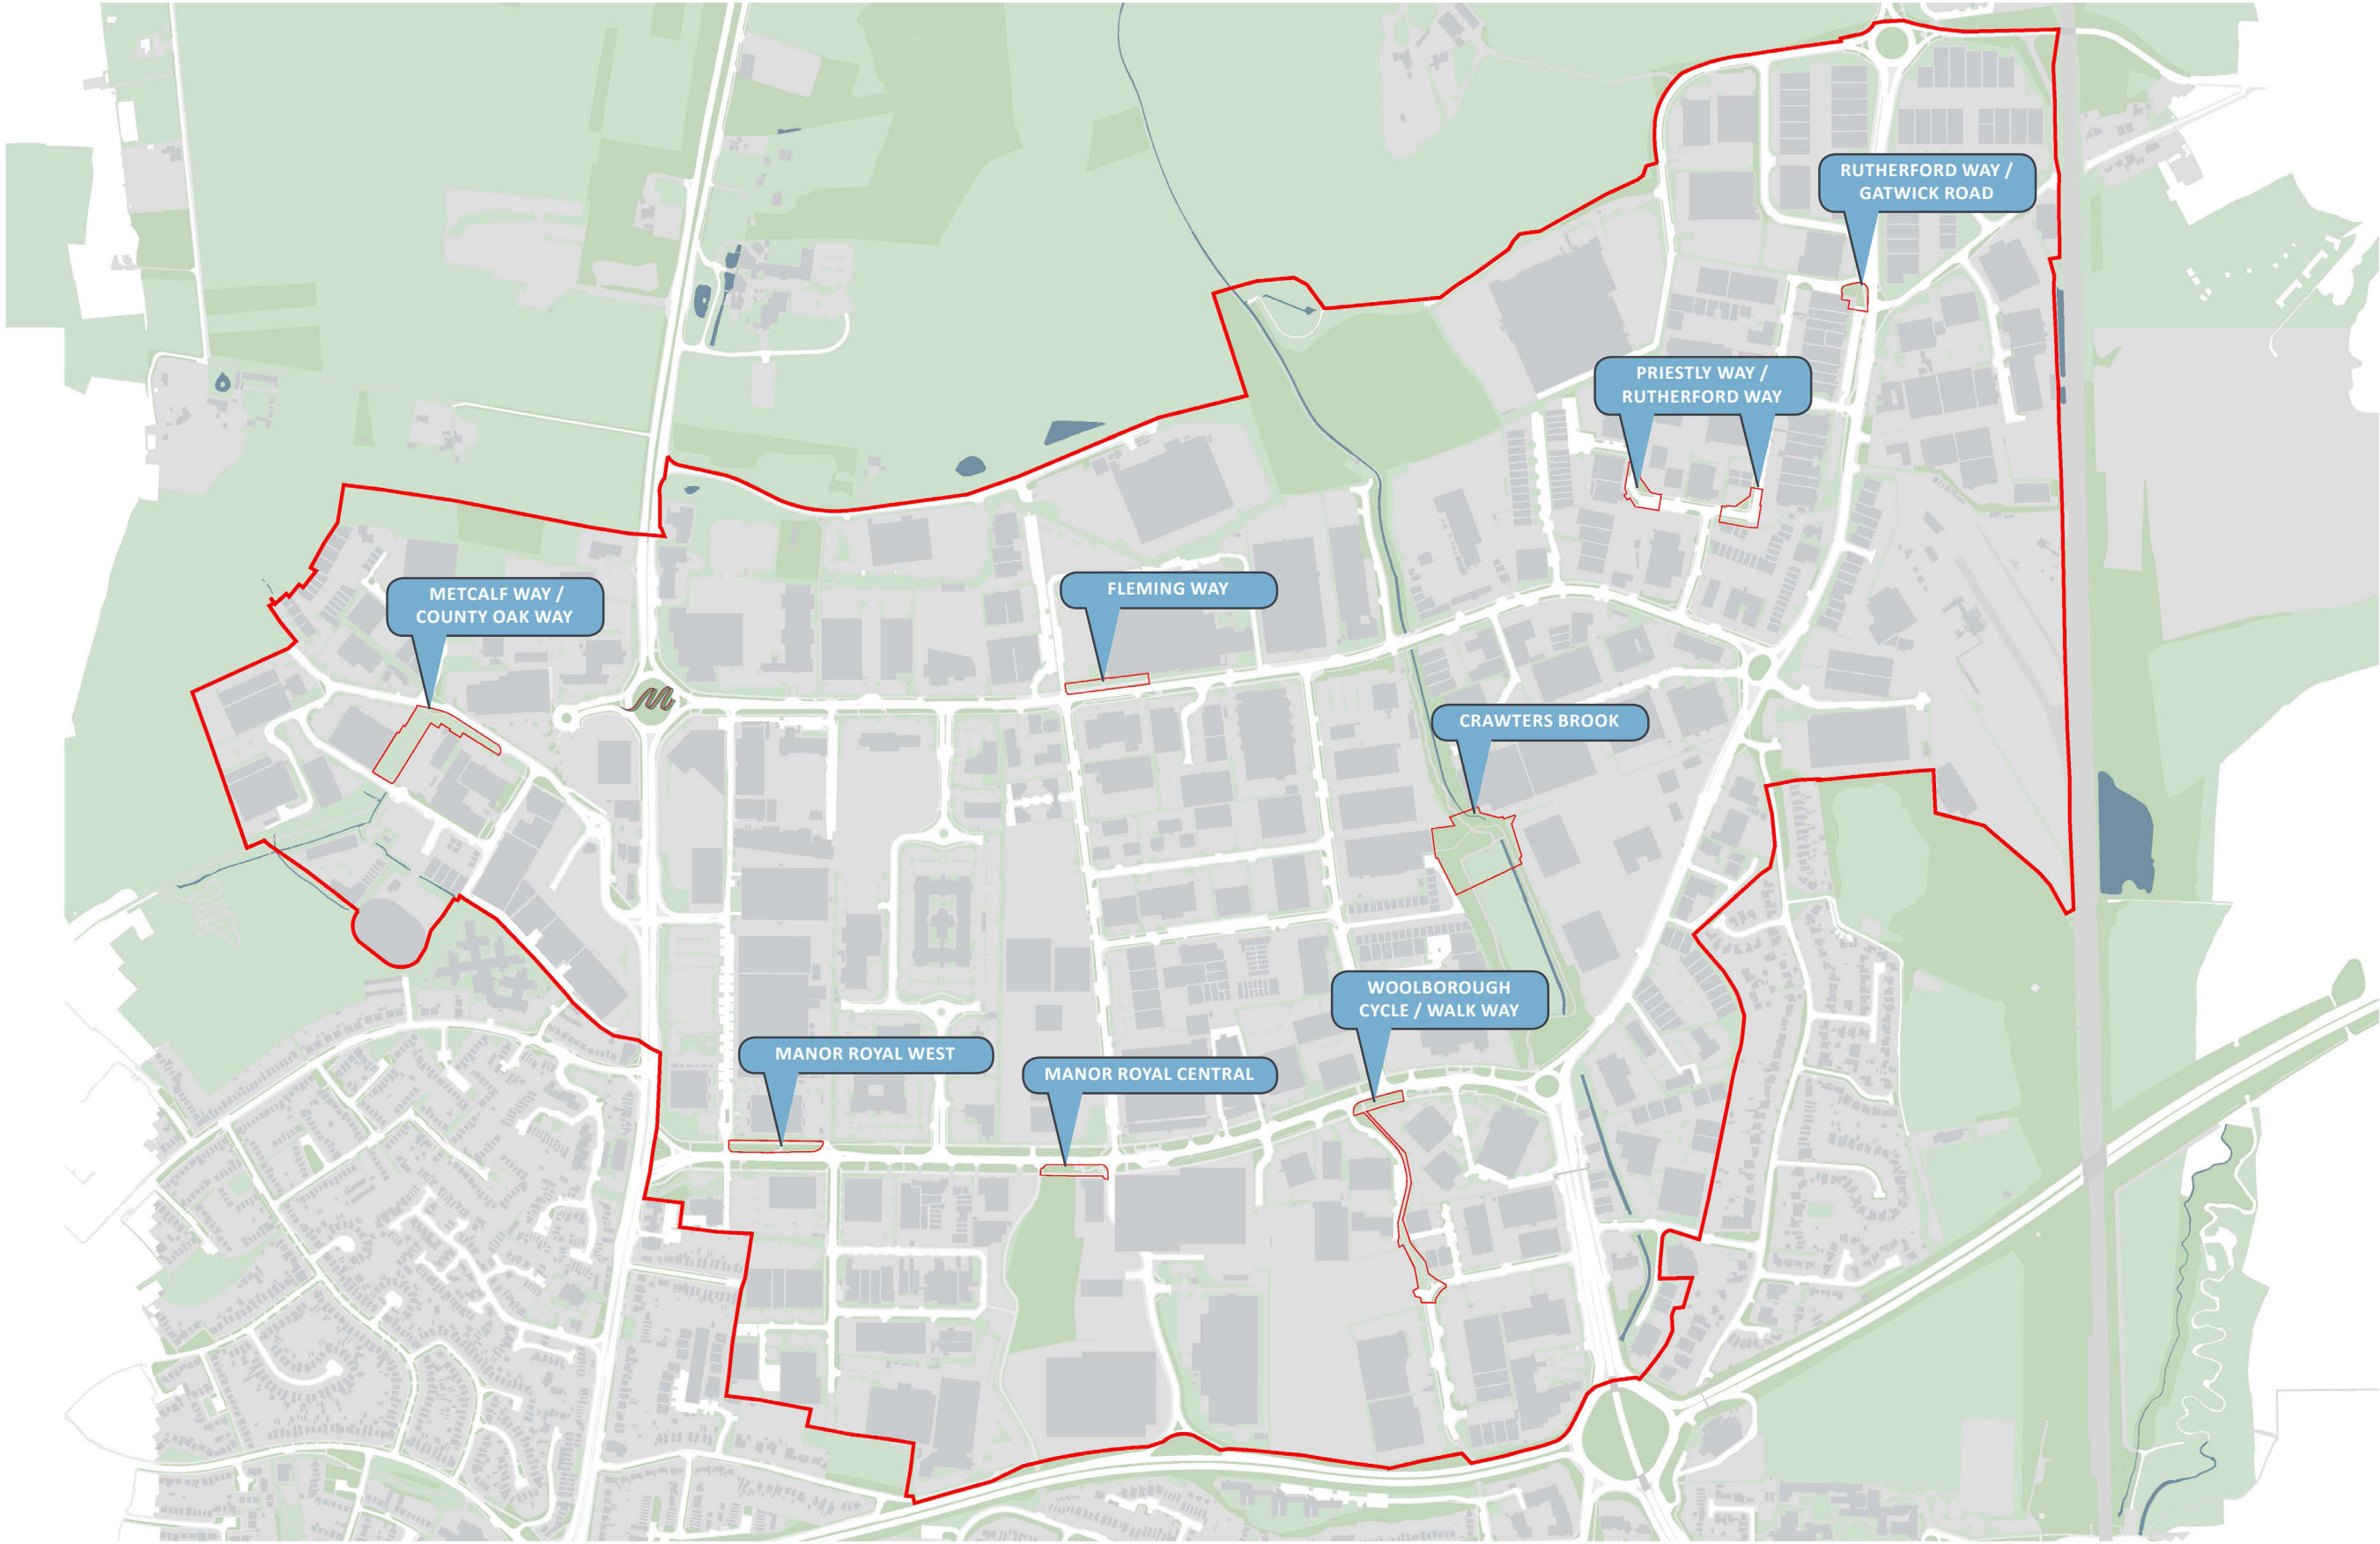 RUTHERFORD WAY /
GATWICK ROAD
PRIESTLY WAY /
RUTHERFORD WAY
METCALF WAY /
COUNTY OAK WAY
FLEMING WAY
CRAWTERS BROOK
WOOLBOROUGH
CYCLE / WALK WAY
MANOR ROYAL WEST
MANOR ROYAL CENTRAL